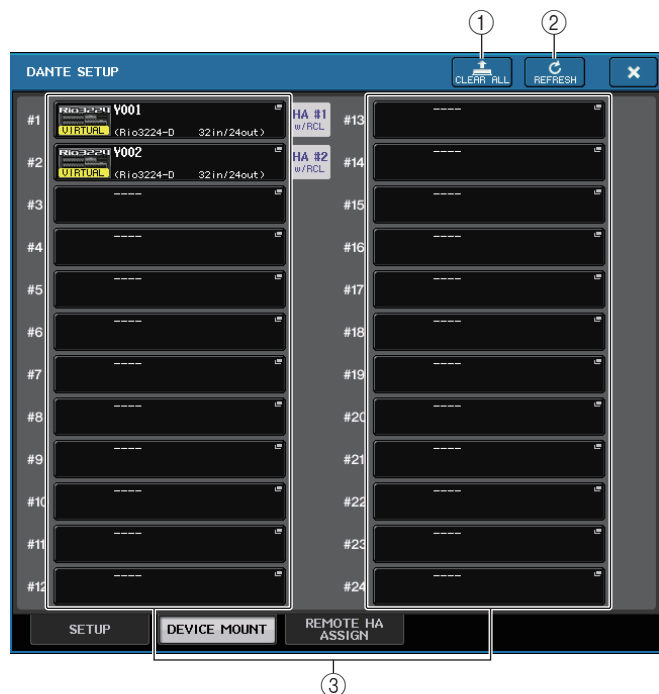 ① ②
DANTE SETUP CLEAR ALL REFRESH ×
#1 Rio3224 VIRTUAL Y001 (Rio3224-D 32in/24out) HA #1 w/RCL #13 ----
#2 Rio3224 VIRTUAL Y002 (Rio3224-D 32in/24out) HA #2 w/RCL #14 ----
#3 ---- #15 ----
#4 ---- #16 ----
#5 ---- #17 ----
#6 ---- #18 ----
#7 ---- #19 ----
#8 ---- #20 ----
#9 ---- #21 ----
#10 ---- #22 ----
#11 ---- #23 ----
#12 ---- #24 ----
SETUP DEVICE MOUNT REMOTE HA ASSIGN
③